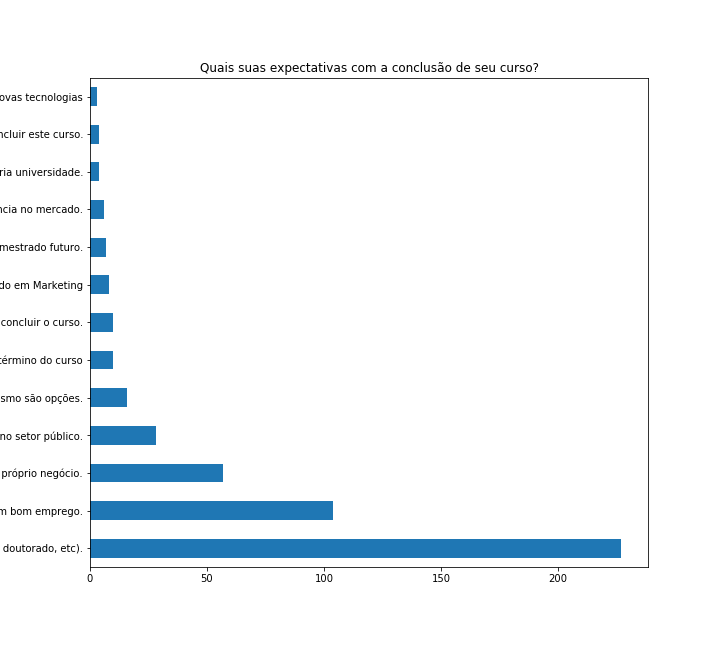 Quais suas expectativas com a conclusão de seu curso?
ovas tecnologias
ncluir este curso.
ria universidade.
ncia no mercado.
mestrado futuro.
do em Marketing
concluir o curso.
término do curso
smo são opções.
no setor público.
próprio negócio.
m bom emprego.
doutorado, etc).
0 50 100 150 200